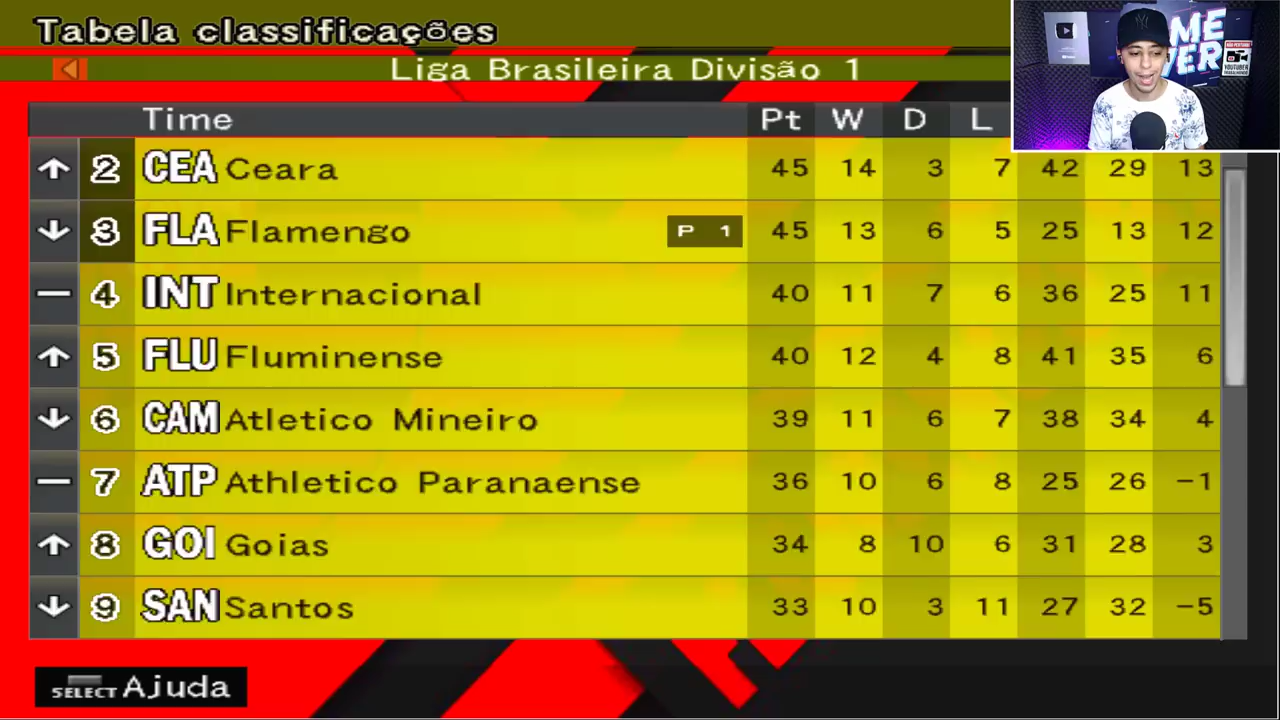 Tabela classificações
Liga Brasileira Divisão 1
Time Pt W D L
2 CEA Ceara 45 14 3 7 42 29 13
3 FLA Flamengo P 1 45 13 6 5 25 13 12
4 INT Internacional 40 11 7 6 36 25 11
5 FLU Fluminense 40 12 4 8 41 35 6
6 CAM Atletico Mineiro 39 11 6 7 38 34 4
7 ATP Athletico Paranaense 36 10 6 8 25 26 -1
8 GOI Goias 34 8 10 6 31 28 3
9 SAN Santos 33 10 3 11 27 32 -5
SELECT Ajuda